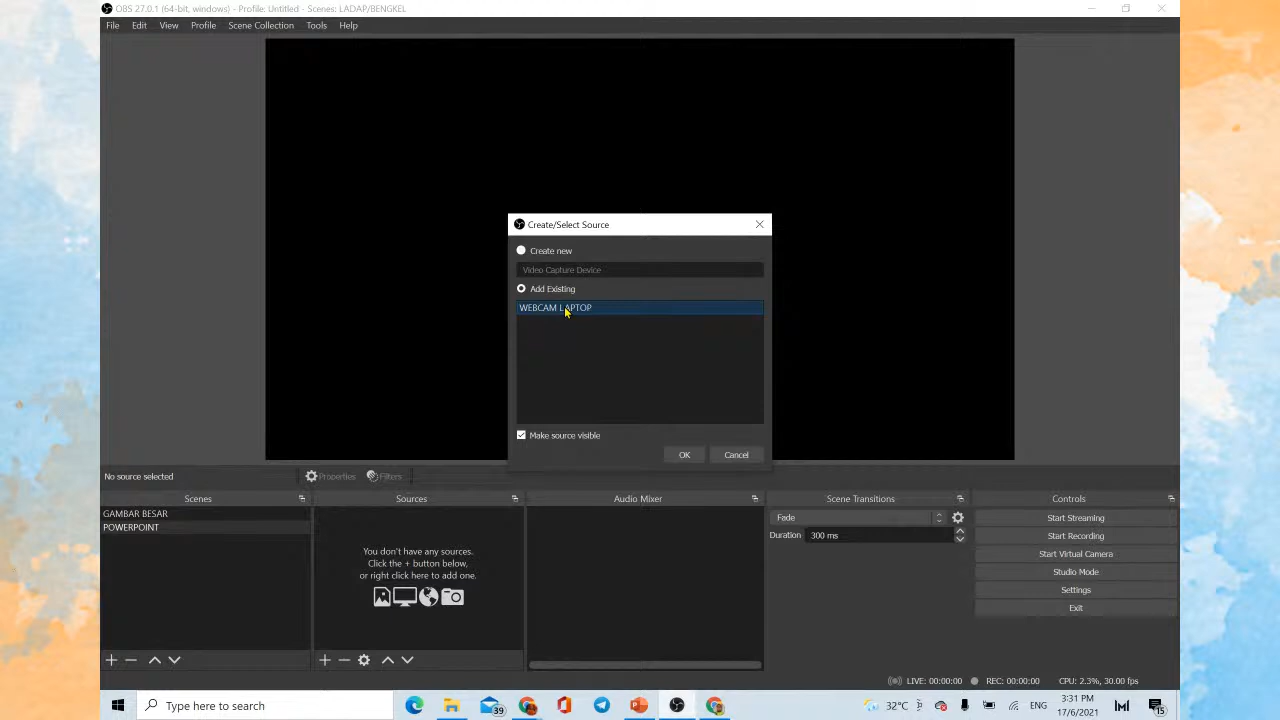 OBS 27.0.1 (64-bit, windows) - Profile: Untitled - Scenes: LADAP/BENGKEL
File Edit View Profile Scene Collection Tools Help
Create/Select Source
Create new
Video Capture Device
Add Existing
WEBCAM LAPTOP
Make source visible
OK Cancel
No source selected Properties Filters
Scenes Sources Audio Mixer Scene Transitions Controls
GAMBAR BESAR
POWERPOINT
You don't have any sources.
Click the + button below,
or right click here to add one.
Fade
Duration 300 ms
Start Streaming
Start Recording
Start Virtual Camera
Studio Mode
Settings
Exit
LIVE: 00:00:00 REC: 00:00:00 CPU: 2.3%, 30.00 fps
Type here to search
39
32°C
ENG
3:31 PM
17/6/2021
15